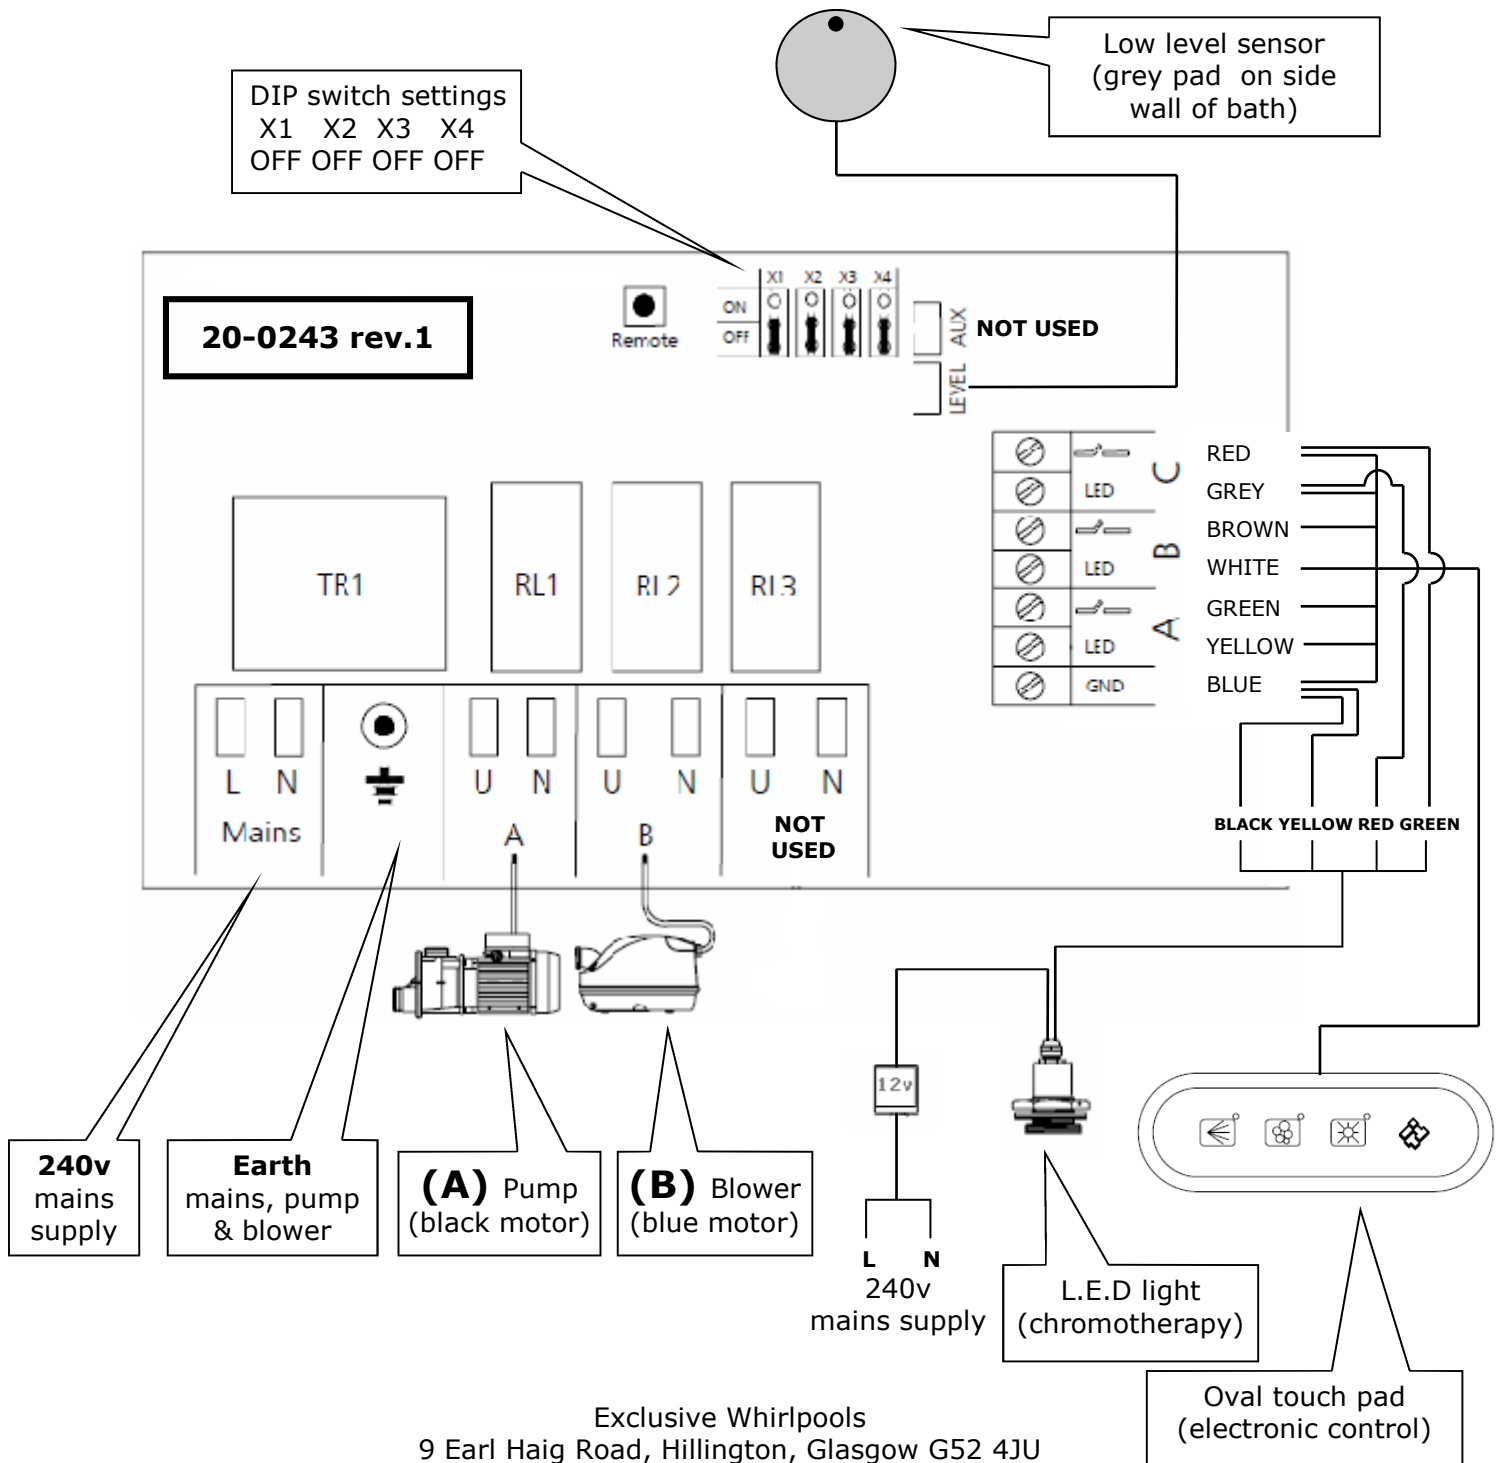 Low level sensor
(grey pad on side
wall of bath)
DIP switch settings
X1 X2 X3 X4
OFF OFF OFF OFF
20-0243 rev.1
Remote
X1 X2 X3 X4
ON
OFF
AUX
NOT USED
LEVEL
C
RED
LED
GREY
B
BROWN
LED
WHITE
A
GREEN
LED
YELLOW
GND
BLUE
TR1
RL1
RL2
RL3
L N
Mains
U N
A
U N
B
U N
NOT
USED
BLACK YELLOW RED GREEN
12v
240v
mains
supply
Earth
mains, pump
& blower
(A) Pump
(black motor)
(B) Blower
(blue motor)
L N
240v
mains supply
L.E.D light
(chromotherapy)
Oval touch pad
(electronic control)
Exclusive Whirlpools
9 Earl Haig Road, Hillington, Glasgow G52 4JU